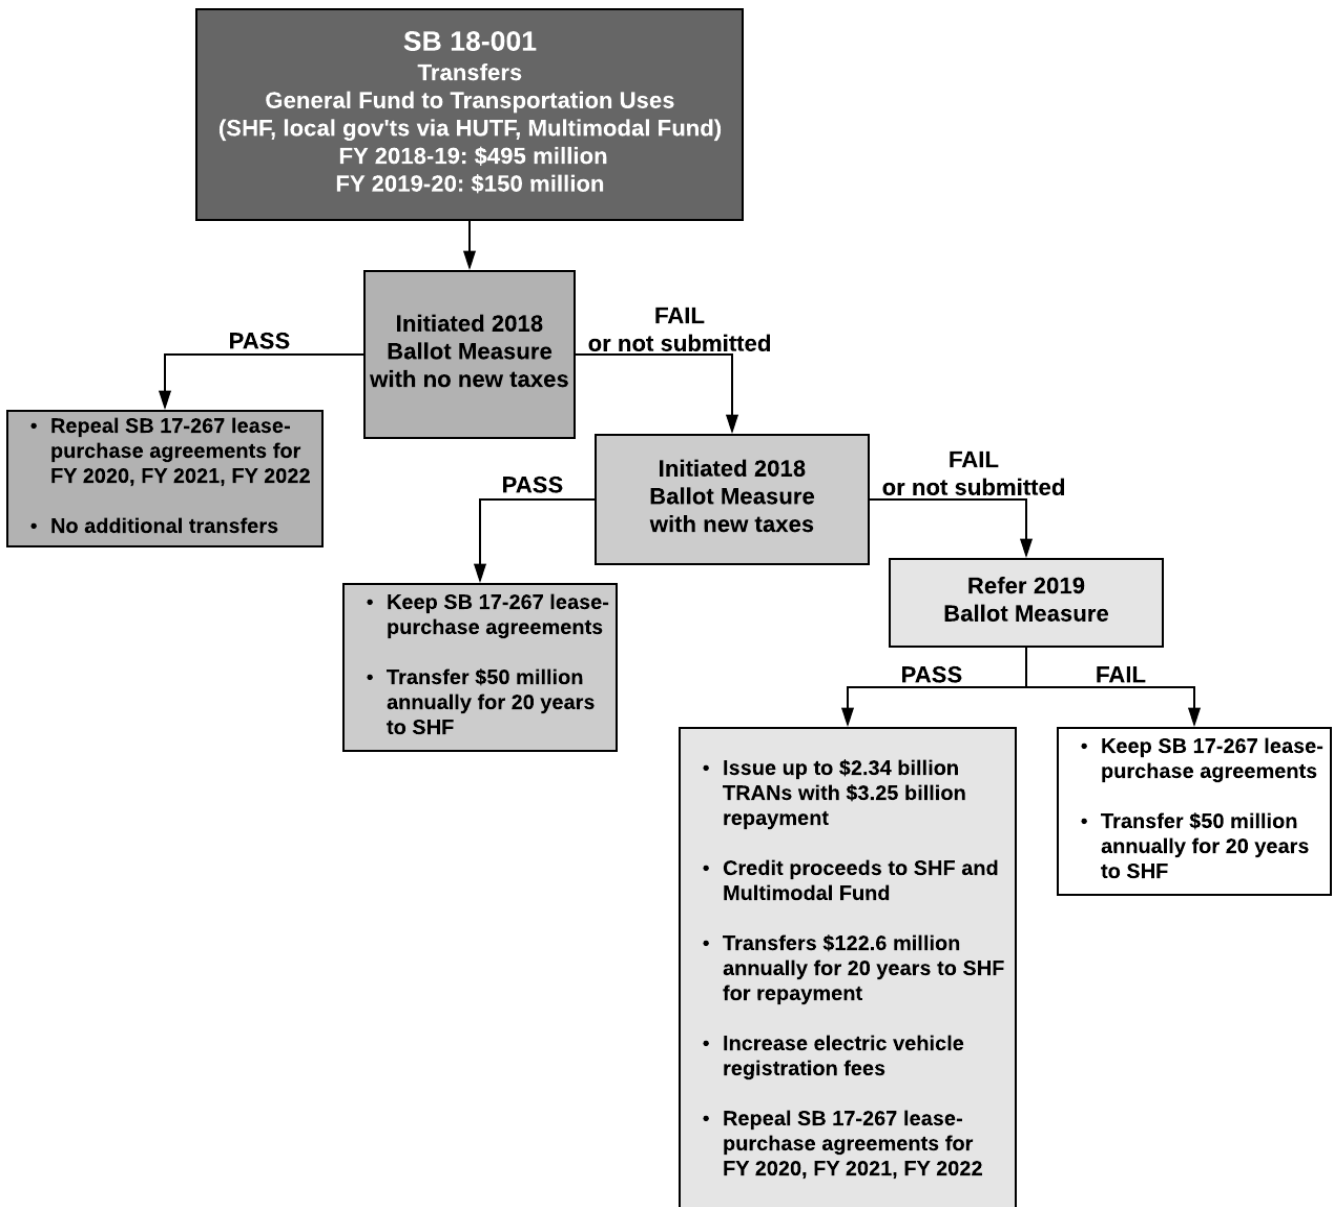 SB 18-001
Transfers
General Fund to Transportation Uses
(SHF, local gov'ts via HUTF, Multimodal Fund)
FY 2018-19: $495 million
FY 2019-20: $150 million
Initiated 2018
Ballot Measure
with no new taxes
PASS
FAIL
or not submitted
• Repeal SB 17-267 lease-
purchase agreements for
FY 2020, FY 2021, FY 2022
• No additional transfers
Initiated 2018
Ballot Measure
with new taxes
PASS
FAIL
or not submitted
• Keep SB 17-267 lease-
purchase agreements
• Transfer $50 million
annually for 20 years
to SHF
Refer 2019
Ballot Measure
PASS
FAIL
• Issue up to $2.34 billion
TRANs with $3.25 billion
repayment
• Credit proceeds to SHF and
Multimodal Fund
• Transfers $122.6 million
annually for 20 years to SHF
for repayment
• Increase electric vehicle
registration fees
• Repeal SB 17-267 lease-
purchase agreements for
FY 2020, FY 2021, FY 2022
• Keep SB 17-267 lease-
purchase agreements
• Transfer $50 million
annually for 20 years
to SHF